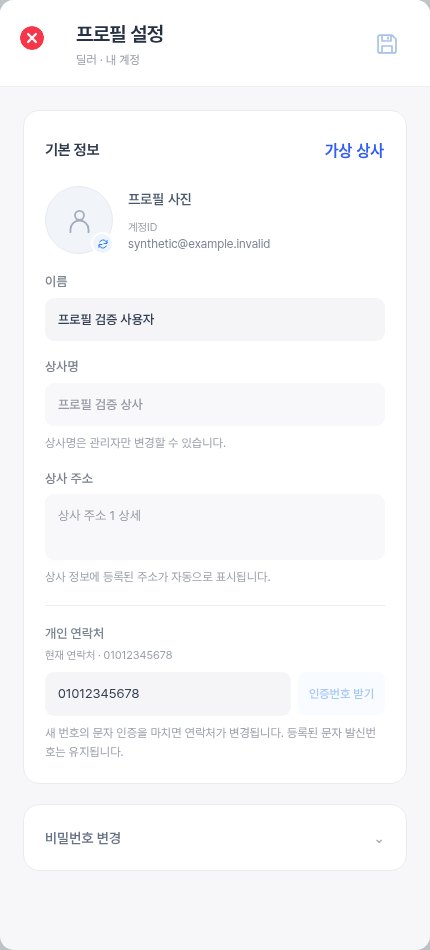 프로필 설정
딜러 · 내 계정
기본 정보
가상 상사
프로필 사진
계정ID
synthetic@example.invalid
이름
프로필 검증 사용자
상사명
프로필 검증 상사
상사명은 관리자만 변경할 수 있습니다.
상사 주소
상사 주소 1 상세
상사 정보에 등록된 주소가 자동으로 표시됩니다.
개인 연락처
현재 연락처 · 01012345678
01012345678
인증번호 받기
새 번호의 문자 인증을 마치면 연락처가 변경됩니다. 등록된 문자 발신번
호는 유지됩니다.
비밀번호 변경